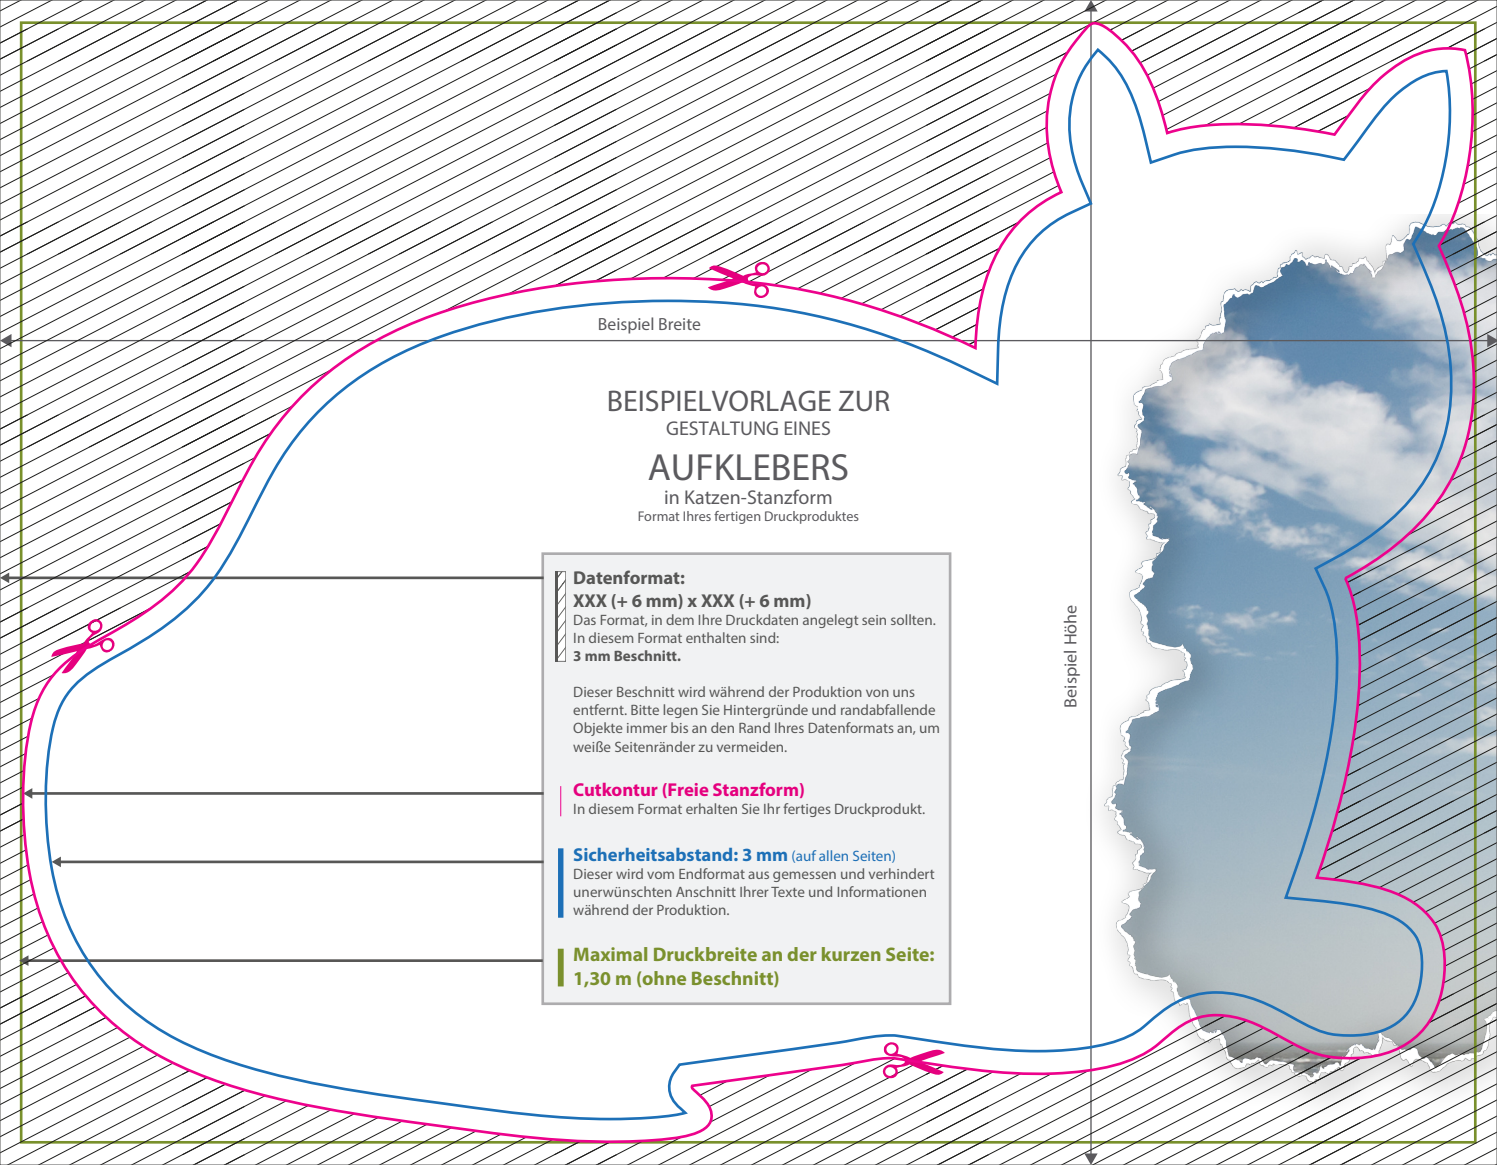 Beispiel Breite
BEISPIELVORLAGE ZUR
GESTALTUNG EINES
AUFKLEBERS
in Katzen-Stanzform
Format Ihres fertigen Druckproduktes
Datenformat:
XXX (+ 6 mm) x XXX (+ 6 mm)
Das Format, in dem Ihre Druckdaten angelegt sein sollten.
In diesem Format enthalten sind:
3 mm Beschnitt.
Dieser Beschnitt wird während der Produktion von uns
entfernt. Bitte legen Sie Hintergründe und randabfallende
Objekte immer bis an den Rand Ihres Datenformats an, um
weiße Seitenränder zu vermeiden.
Cutkontur (Freie Stanzform)
In diesem Format erhalten Sie Ihr fertiges Druckprodukt.
Sicherheitsabstand: 3 mm (auf allen Seiten)
Dieser wird vom Endformat aus gemessen und verhindert
unerwünschten Anschnitt Ihrer Texte und Informationen
während der Produktion.
Maximal Druckbreite an der kurzen Seite:
1,30 m (ohne Beschnitt)
Beispiel Höhe